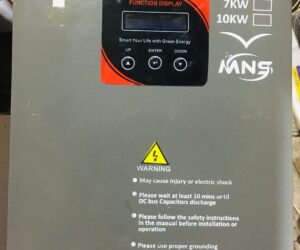 FUNCTION DISPLAY
Smart Your Life with Green Energy
UP ENTER DOWN
7KW
10KW
MNS
WARNING
● May cause injury or electric shock
● Please wait at least 10 mins until
DC bus Capacitors discharge
● Please follow the safety instructions
in the manual before installation or
operation
● Please use proper grounding